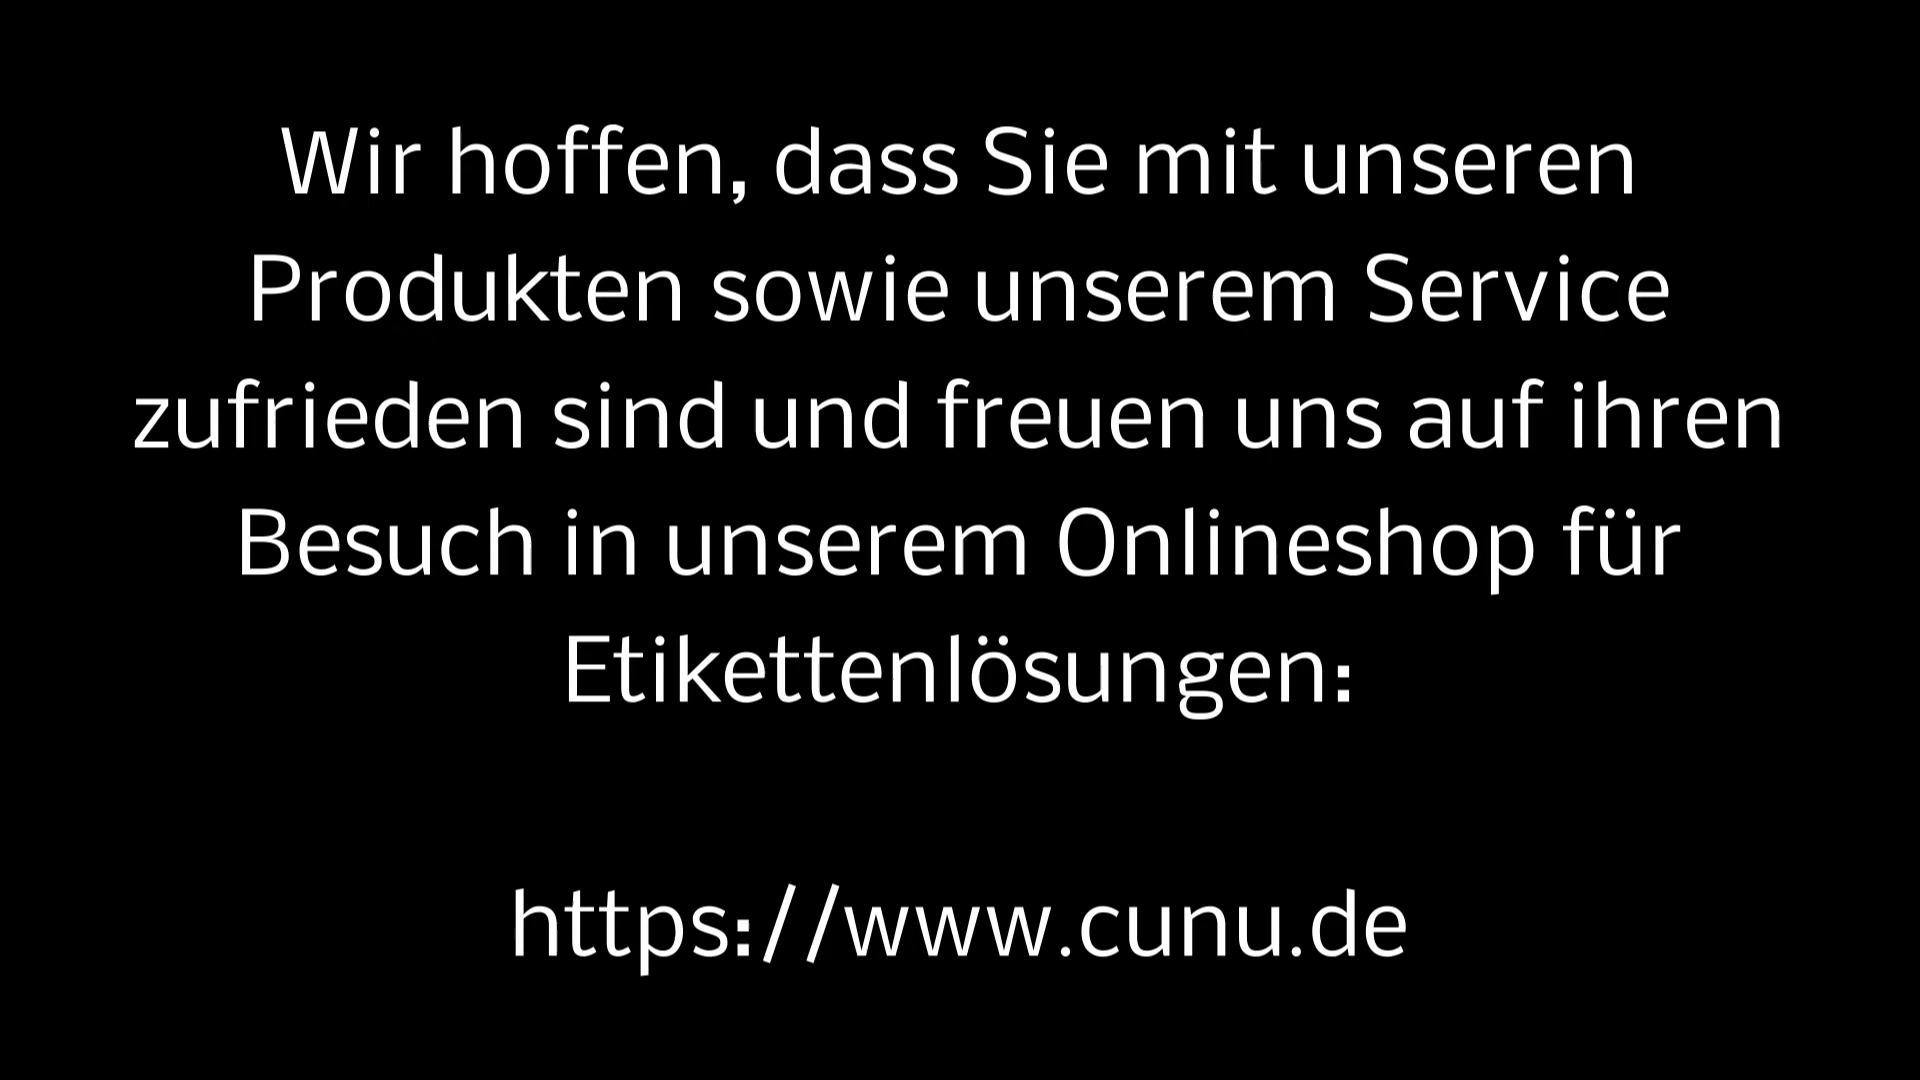 Wir hoffen, dass Sie mit unseren
Produkten sowie unserem Service
zufrieden sind und freuen uns auf ihren
Besuch in unserem Onlineshop für
Etikettenlösungen:
https://www.cunu.de